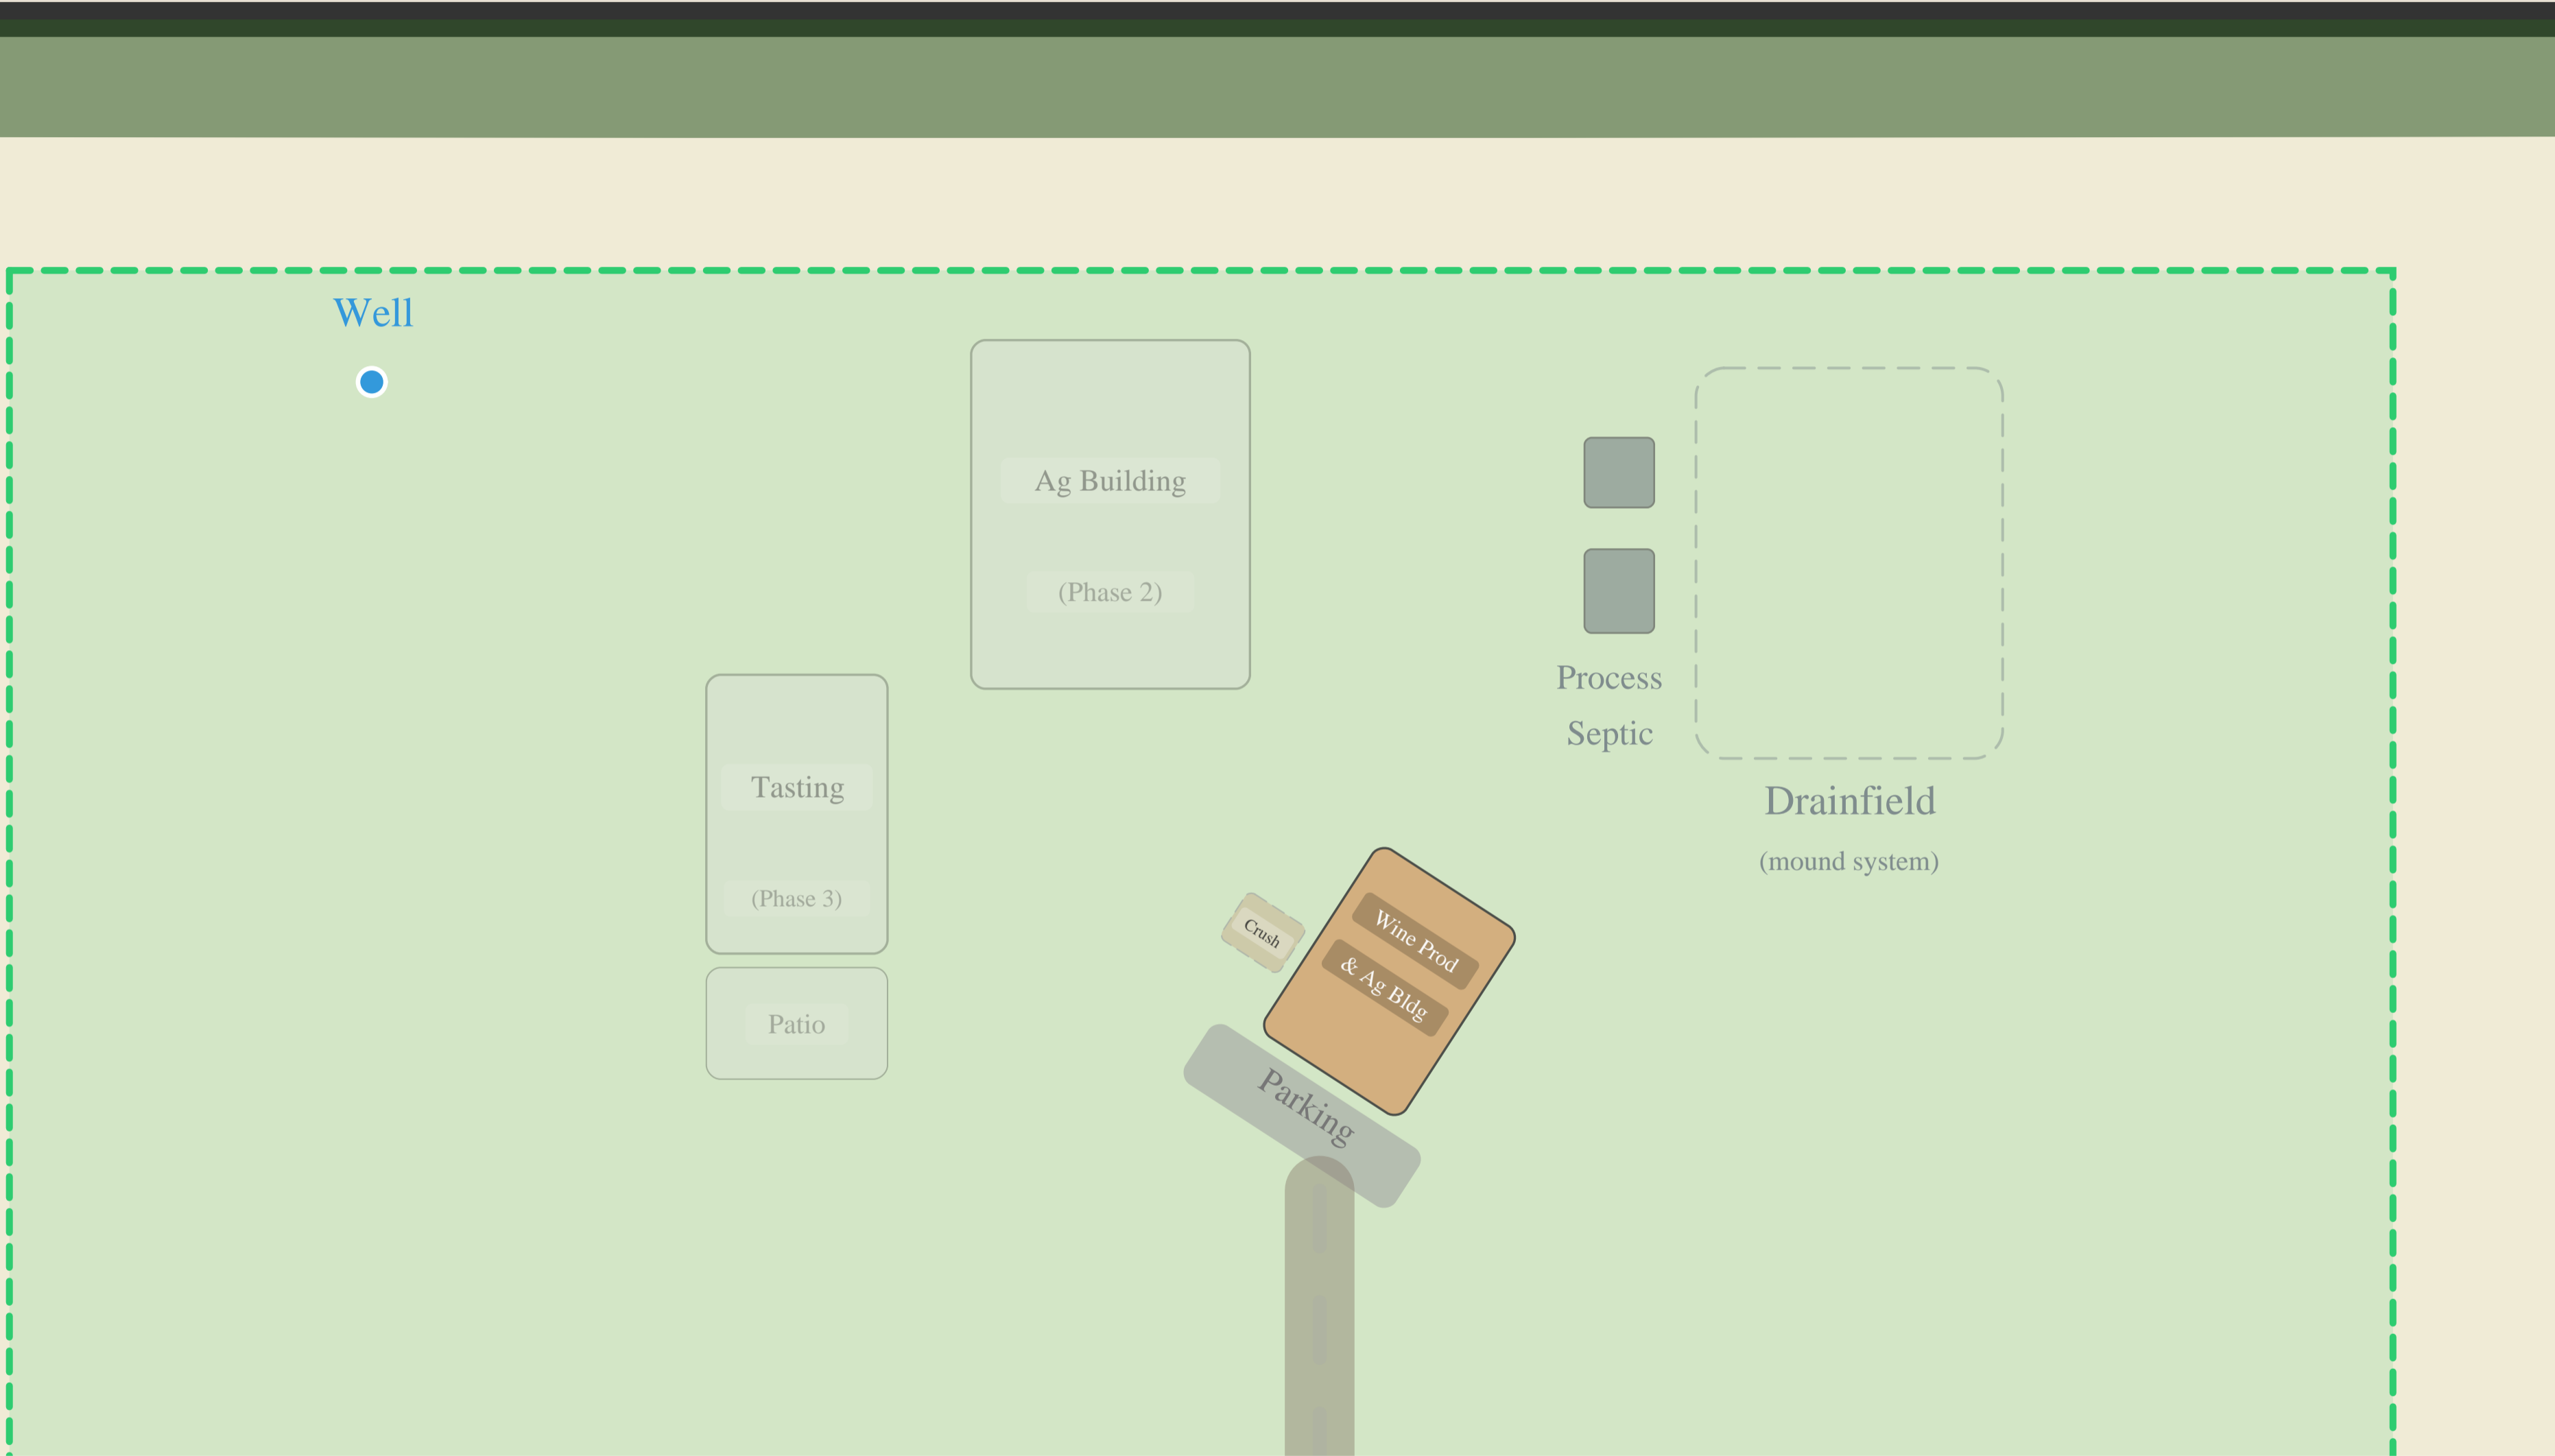 Well
Ag Building
(Phase 2)
Process
Septic
Tasting
(Phase 3)
Patio
Drainfield
(mound system)
Crush
Wine Prod
& Ag Bldg
Parking